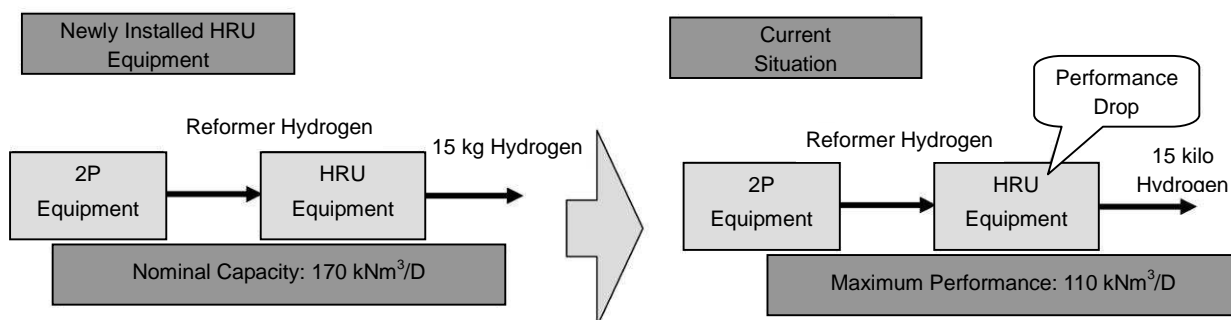 Newly Installed HRU
Equipment
Reformer Hydrogen
15 kg Hydrogen
2P
Equipment
HRU
Equipment
Nominal Capacity: 170 kNm³/D
Current
Situation
Performance
Drop
Reformer Hydrogen
15 kilo
Hydrogen
2P
Equipment
HRU
Equipment
Maximum Performance: 110 kNm³/D